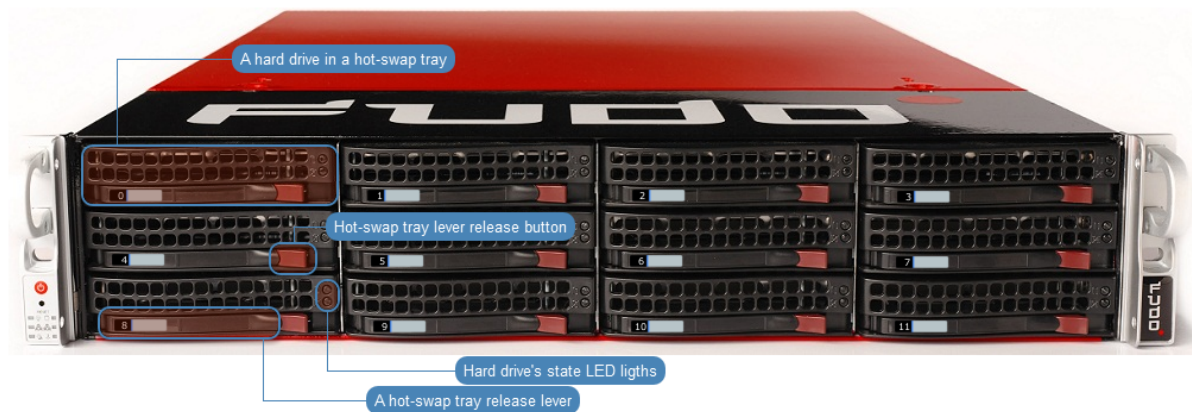 A hard drive in a hot-swap tray
FUDO
0
1
2
3
Hot-swap tray lever release button
4
5
6
7
RESET
FUDO
8
9
10
11
Hard drive's state LED ligths
A hot-swap tray release lever